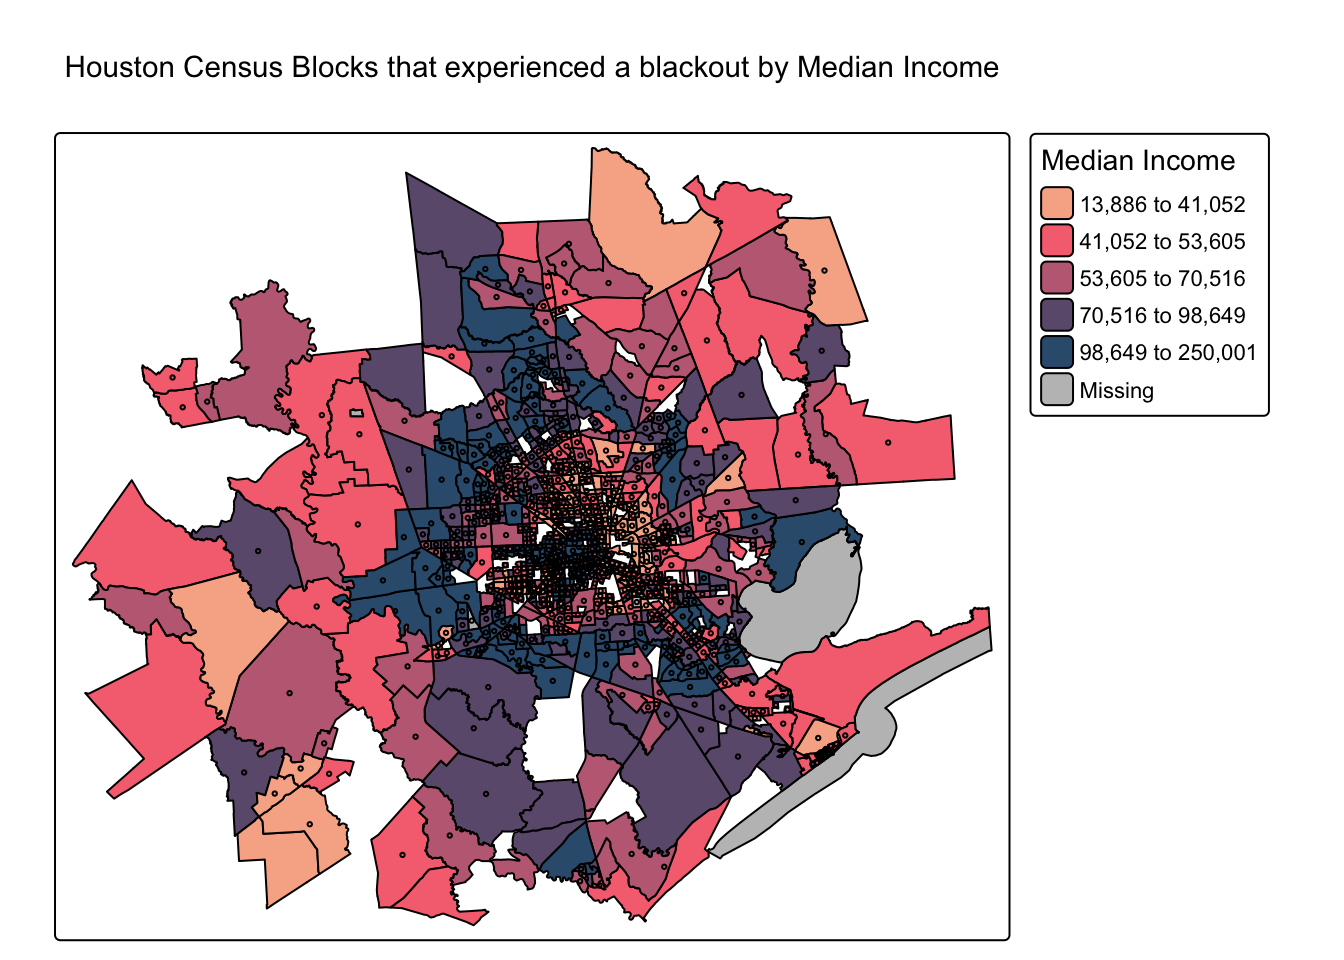 Houston Census Blocks that experienced a blackout by Median Income
Median Income
13,886 to 41,052
41,052 to 53,605
53,605 to 70,516
70,516 to 98,649
98,649 to 250,001
Missing